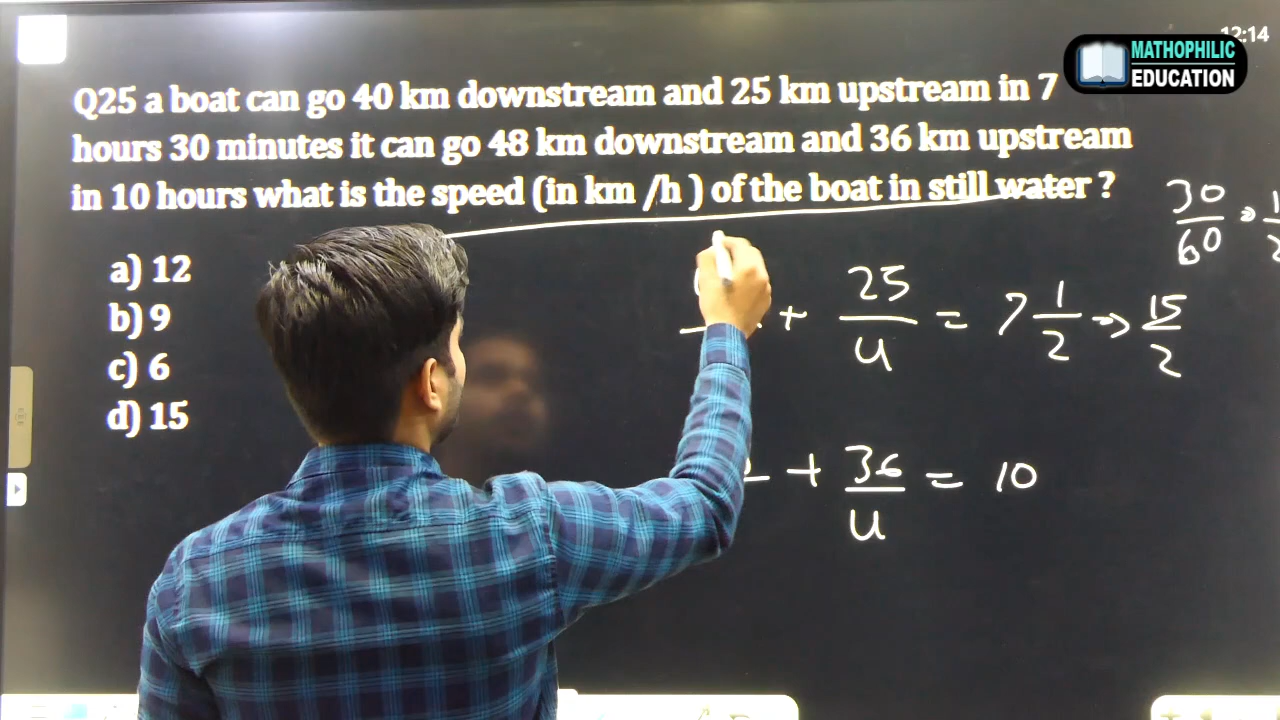 12:14
MATHOPHILIC
EDUCATION
Q25 a boat can go 40 km downstream and 25 km upstream in 7
hours 30 minutes it can go 48 km downstream and 36 km upstream
in 10 hours what is the speed (in km /h ) of the boat in still water ?
a) 12
b) 9
c) 6
d) 15
30/60
+ 25/u = 7 1/2 → 15/2
+ 36/u = 10